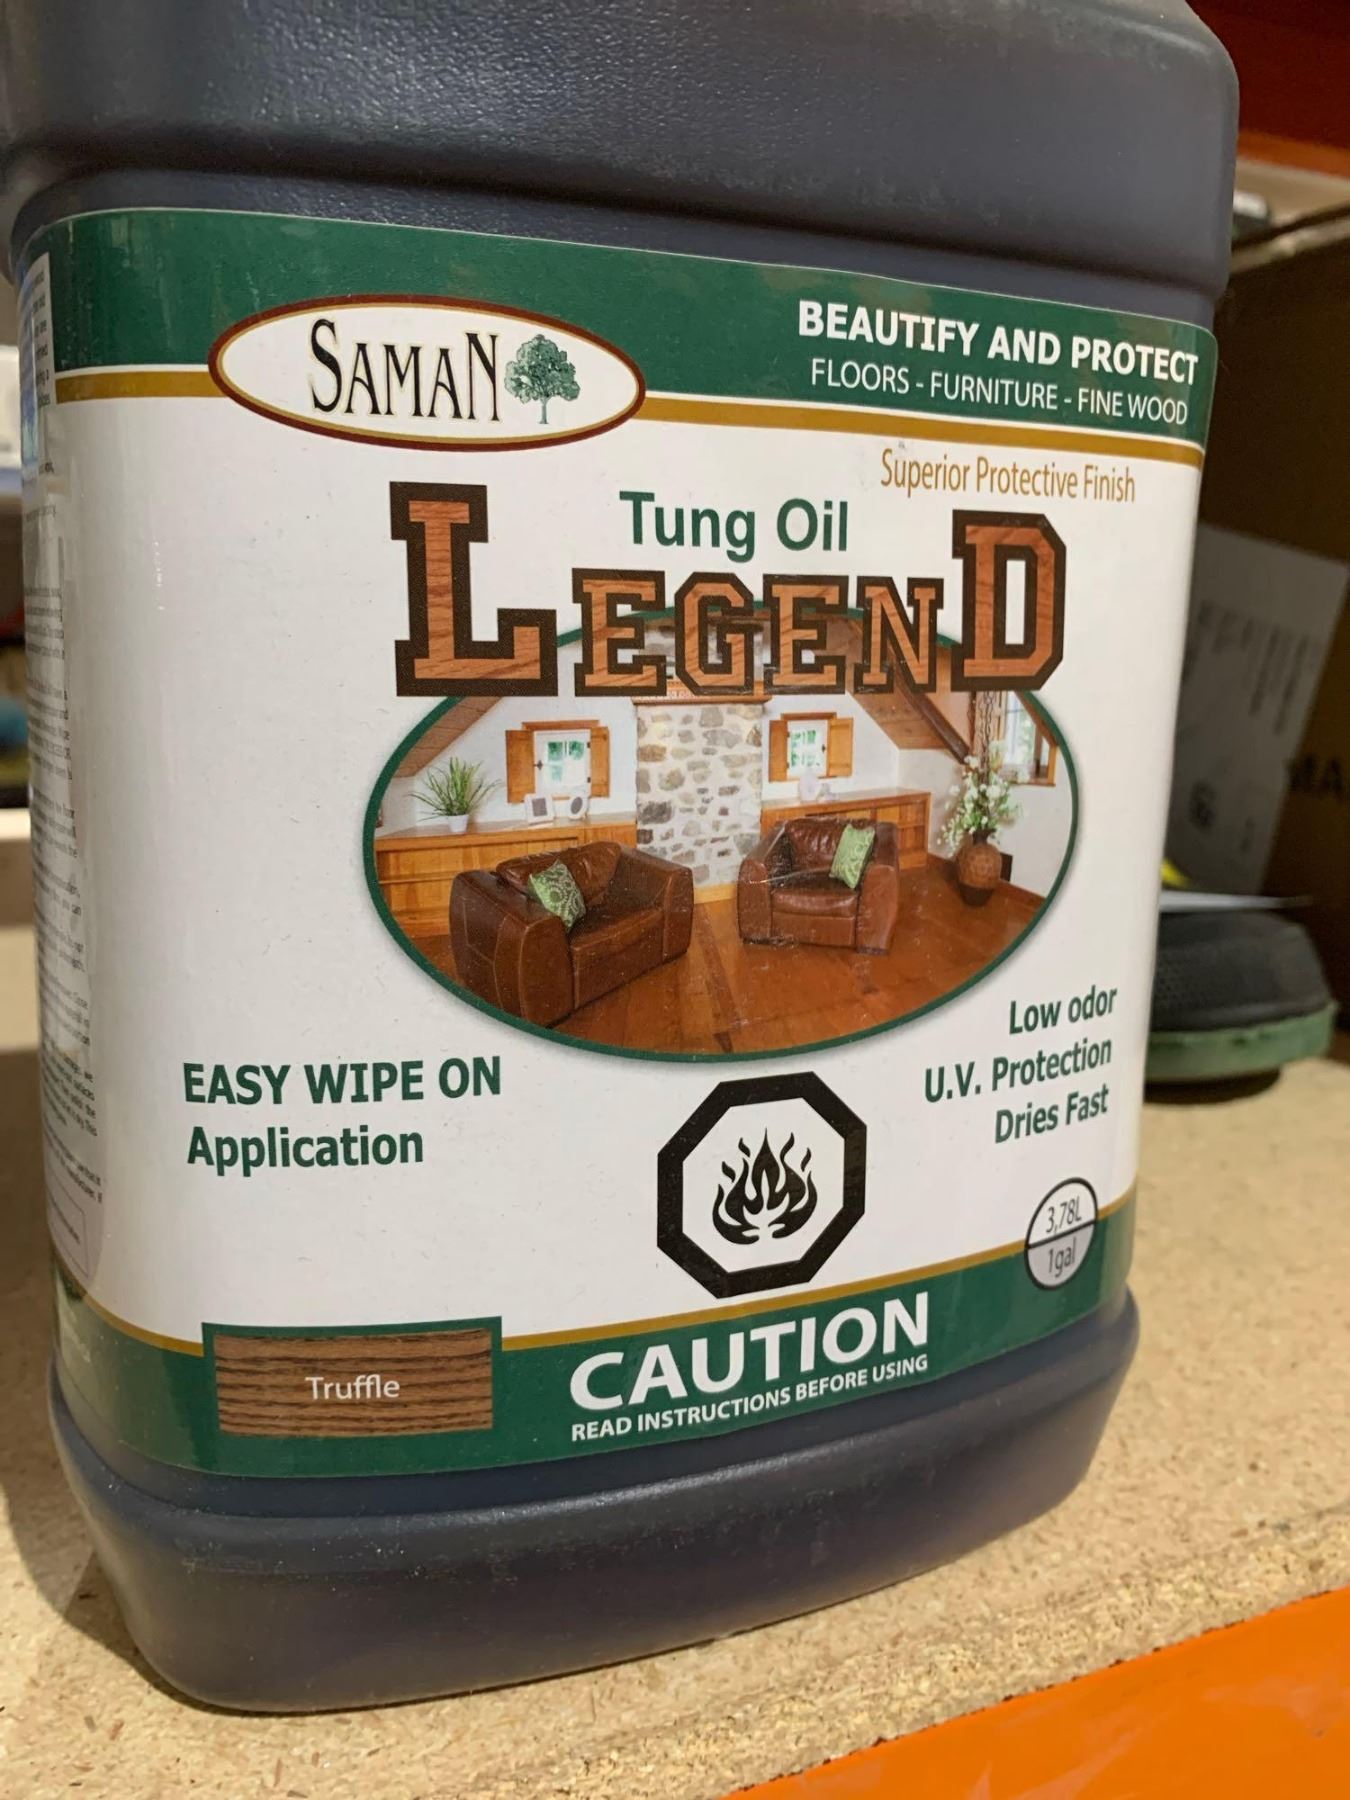 SAMAN
BEAUTIFY AND PROTECT
FLOORS - FURNITURE - FINE WOOD
Superior Protective Finish
Tung Oil
LEGEND
EASY WIPE ON
Application
Low odor
U.V. Protection
Dries Fast
3,78L
1gal
Truffle
CAUTION
READ INSTRUCTIONS BEFORE USING